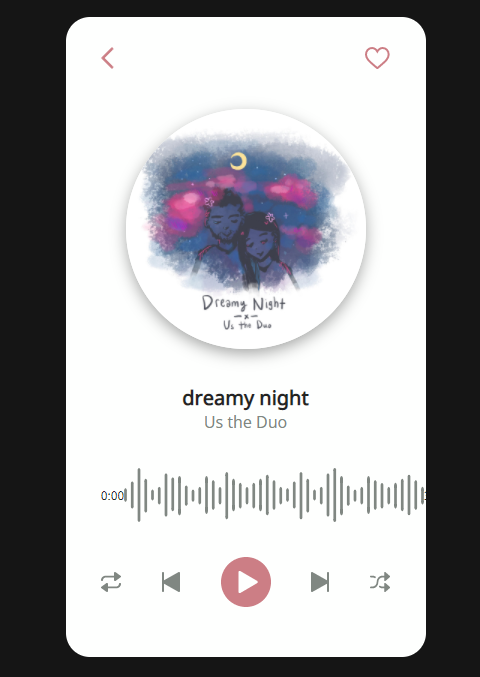 Dreamy Night
-x-
Us the Duo
dreamy night
Us the Duo
0:00